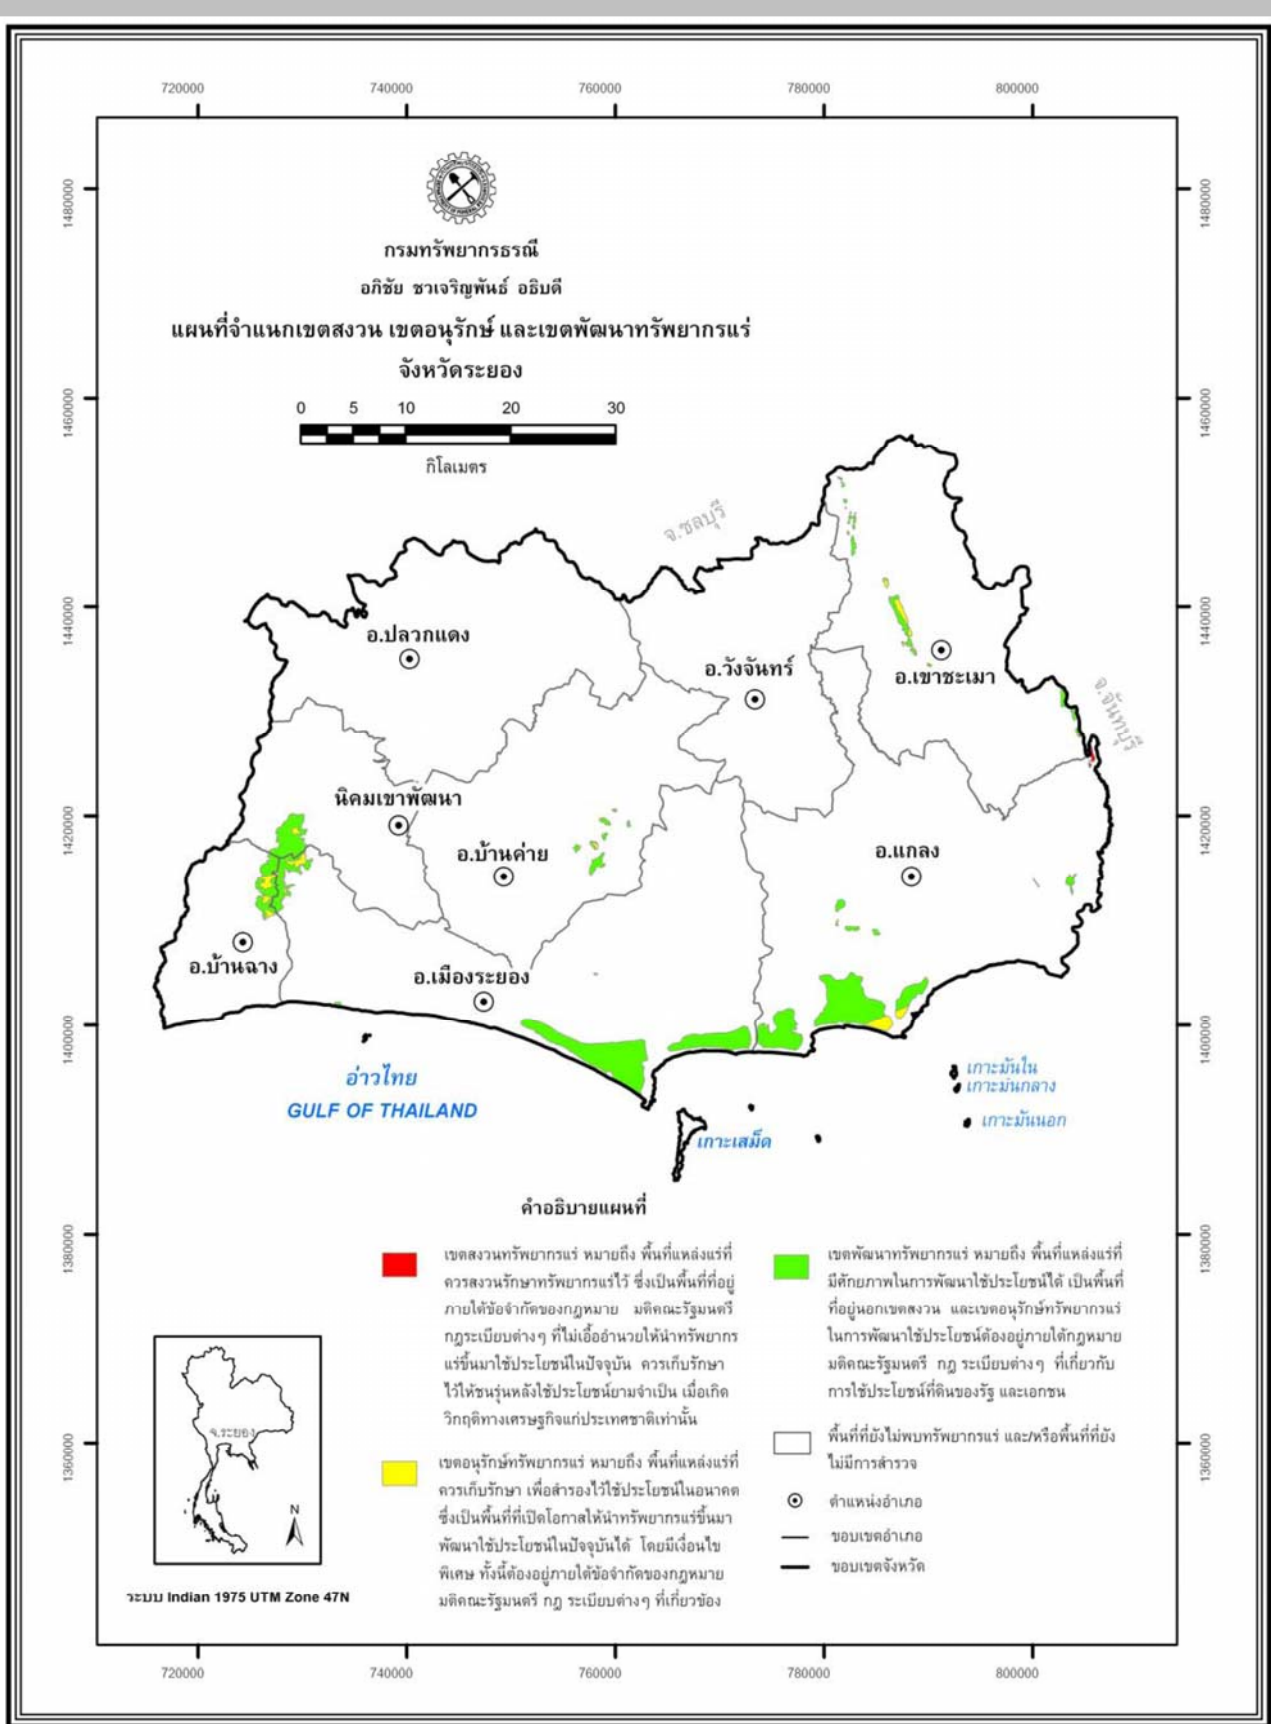 720000
740000
760000
780000
800000
1480000
1480000
กรมทรัพยากรธรณี
อภิชัย ชวเจริญพันธ์ อธิบดี
แผนที่จำแนกเขตสงวน เขตอนุรักษ์ และเขตพัฒนาทรัพยากรแร่
จังหวัดระยอง
0 5 10 20 30
กิโลเมตร
1460000
1460000
จ.ชลบุรี
1440000
1440000
อ.ปลวกแดง
อ.วังจันทร์
อ.เขาชะเมา
จ.จันทบุรี
นิคมเขาพัฒนา
1420000
1420000
อ.บ้านค่าย
อ.แกลง
อ.บ้านฉาง
อ.เมืองระยอง
1400000
1400000
อ่าวไทย
GULF OF THAILAND
เกาะมันใน
เกาะมันกลาง
เกาะมันนอก
เกาะเสม็ด
คำอธิบายแผนที่
1380000
1380000
เขตสงวนทรัพยากรแร่ หมายถึง พื้นที่แหล่งแร่ที่
ควรสงวนรักษาทรัพยากรแร่ไว้ ซึ่งเป็นพื้นที่ที่อยู่
ภายใต้ข้อจำกัดของกฎหมาย มติคณะรัฐมนตรี
กฎระเบียบต่างๆ ที่ไม่เอื้ออำนวยให้นำทรัพยากร
แร่ขึ้นมาใช้ประโยชน์ในปัจจุบัน ควรเก็บรักษา
ไว้ให้ชนรุ่นหลังใช้ประโยชน์ยามจำเป็น เมื่อเกิด
วิกฤติทางเศรษฐกิจแก่ประเทศชาติเท่านั้น
เขตอนุรักษ์ทรัพยากรแร่ หมายถึง พื้นที่แหล่งแร่ที่
ควรเก็บรักษา เพื่อสำรองไว้ใช้ประโยชน์ในอนาคต
ซึ่งเป็นพื้นที่ที่เปิดโอกาสให้นำทรัพยากรแร่ขึ้นมา
พัฒนาใช้ประโยชน์ในปัจจุบันได้ โดยมีเงื่อนไข
พิเศษ ทั้งนี้ต้องอยู่ภายใต้ข้อจำกัดของกฎหมาย
มติคณะรัฐมนตรี กฎ ระเบียบต่างๆ ที่เกี่ยวข้อง
เขตพัฒนาทรัพยากรแร่ หมายถึง พื้นที่แหล่งแร่ที่
มีศักยภาพในการพัฒนาใช้ประโยชน์ได้ เป็นพื้นที่
ที่อยู่นอกเขตสงวน และเขตอนุรักษ์ทรัพยากรแร่
ในการพัฒนาใช้ประโยชน์ต้องอยู่ภายใต้กฎหมาย
มติคณะรัฐมนตรี กฎ ระเบียบต่างๆ ที่เกี่ยวกับ
การใช้ประโยชน์ที่ดินของรัฐ และเอกชน
พื้นที่ที่ยังไม่พบทรัพยากรแร่ และ/หรือพื้นที่ที่ยัง
ไม่มีการสำรวจ
ตำแหน่งอำเภอ
ขอบเขตอำเภอ
ขอบเขตจังหวัด
1360000
1360000
จ.ระยอง
N
ระบบ Indian 1975 UTM Zone 47N
720000
740000
760000
780000
800000